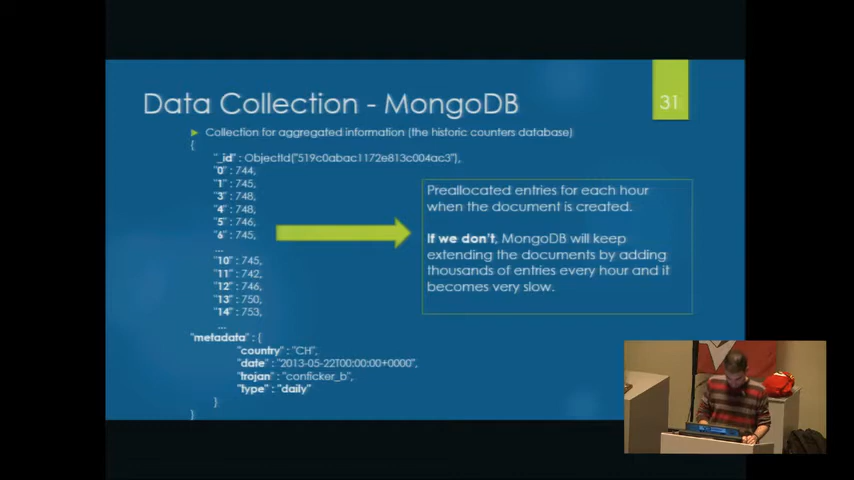 Data Collection - MongoDB
31
Collection for aggregated information (the historic counters database)
{
"_id" : ObjectId("519c0abac1172e813c004ac3"),
"0" : 744,
"1" : 745,
"3" : 748,
"4" : 748,
"5" : 746,
"6" : 745,
...
"10" : 745,
"11" : 742,
"12" : 746,
"13" : 750,
"14" : 753,
...
"metadata" : {
"country" : "CH",
"date" : "2013-05-22T00:00:00+0000",
"trojan" : "conficker_b",
"type" : "daily"
}
}
Preallocated entries for each hour
when the document is created.
If we don't, MongoDB will keep
extending the documents by adding
thousands of entries every hour and it
becomes very slow.